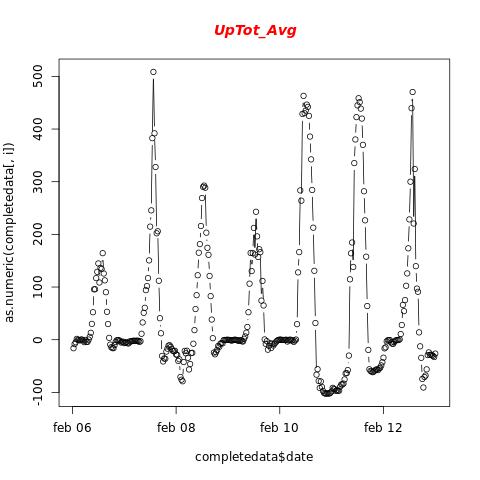 UpTot_Avg
as.numeric(completedata[, i])
500
400
300
200
100
0
-100
feb 06
feb 08
feb 10
feb 12
completedata$date